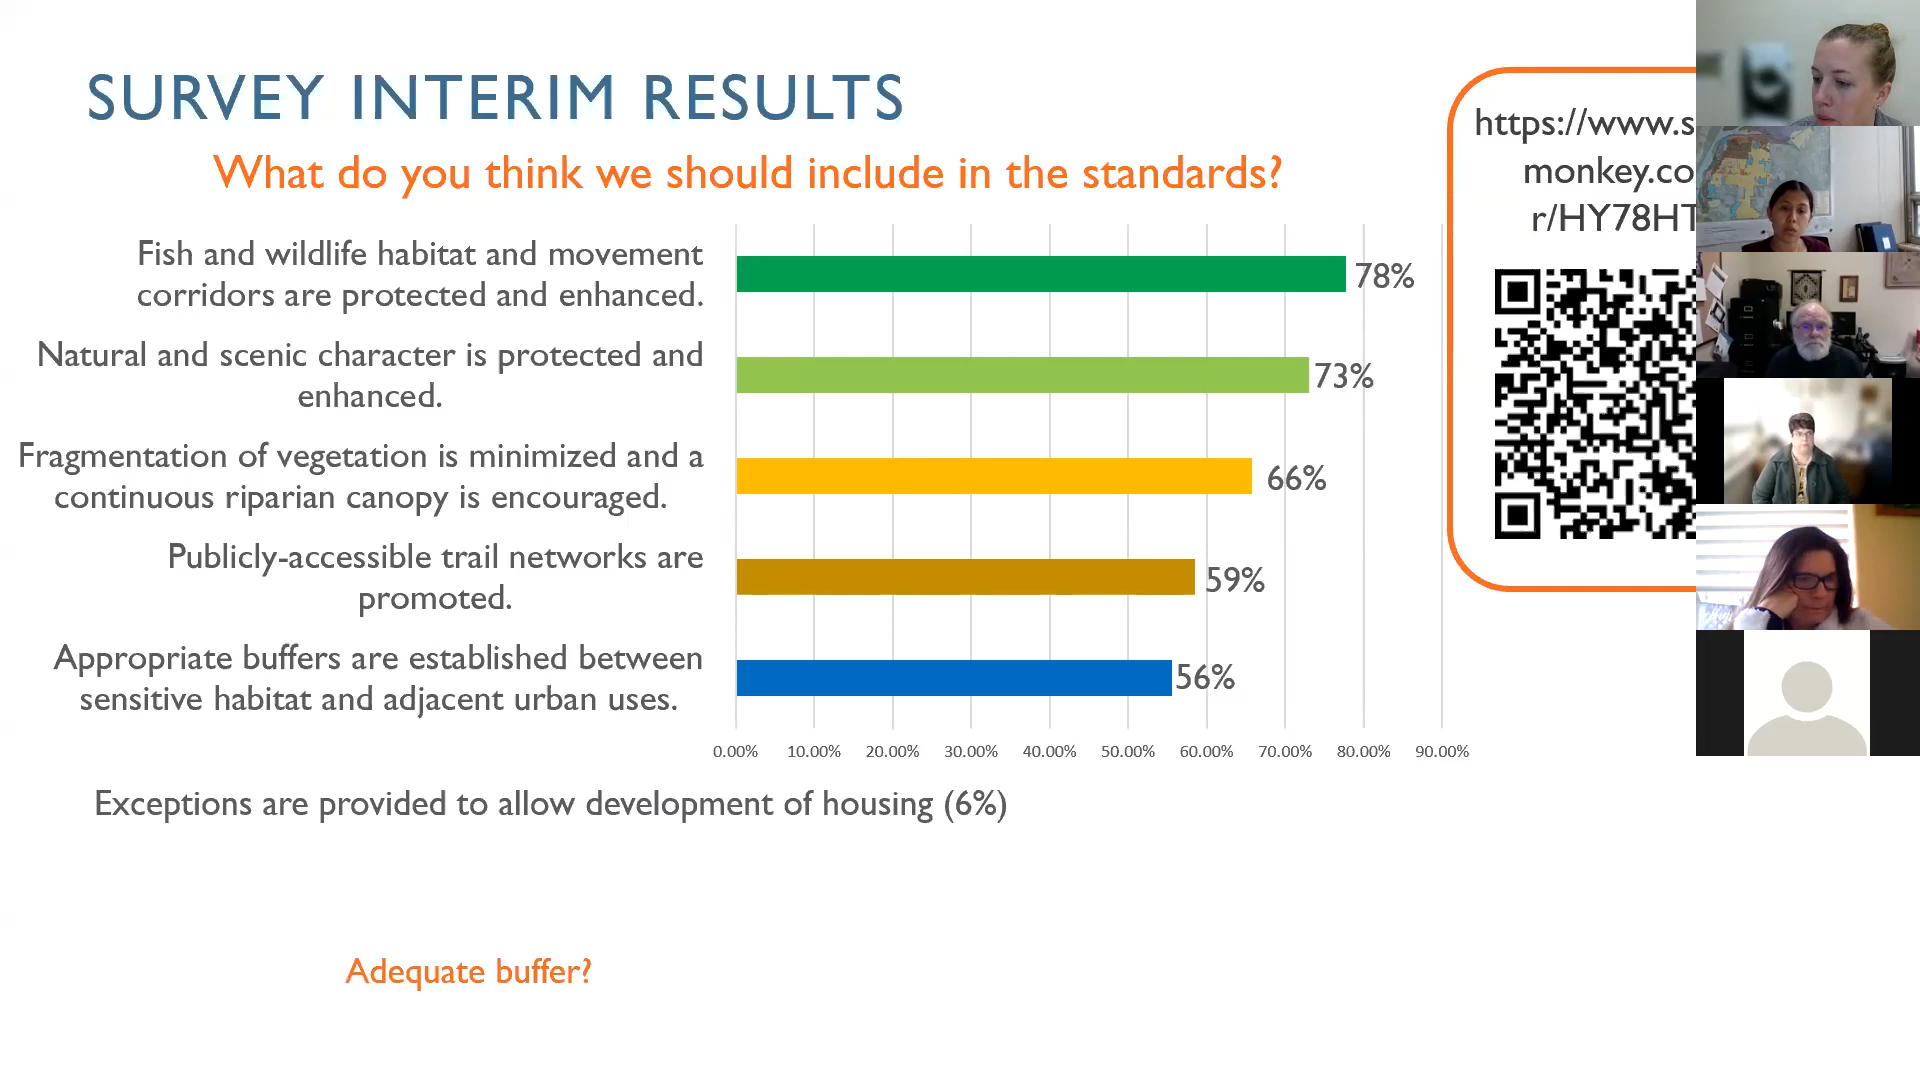 SURVEY INTERIM RESULTS
What do you think we should include in the standards?
Fish and wildlife habitat and movement
corridors are protected and enhanced.
78%
Natural and scenic character is protected and
enhanced.
73%
Fragmentation of vegetation is minimized and a
continuous riparian canopy is encouraged.
66%
Publicly-accessible trail networks are
promoted.
59%
Appropriate buffers are established between
sensitive habitat and adjacent urban uses.
56%
0.00% 10.00% 20.00% 30.00% 40.00% 50.00% 60.00% 70.00% 80.00% 90.00%
Exceptions are provided to allow development of housing (6%)
Adequate buffer?
https://www.s
monkey.co
r/HY78HT